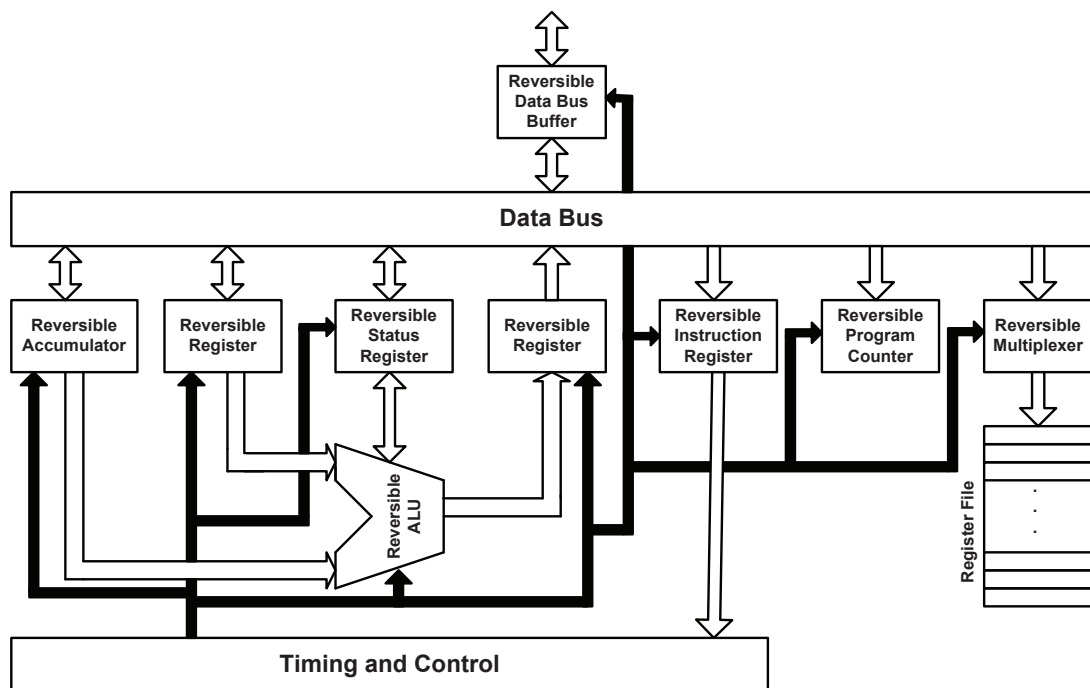 Reversible
Data Bus
Buffer
Data Bus
Reversible
Accumulator
Reversible
Register
Reversible
Status
Register
Reversible
Register
Reversible
Instruction
Register
Reversible
Program
Counter
Reversible
Multiplexer
Reversible
ALU
Register File
Timing and Control